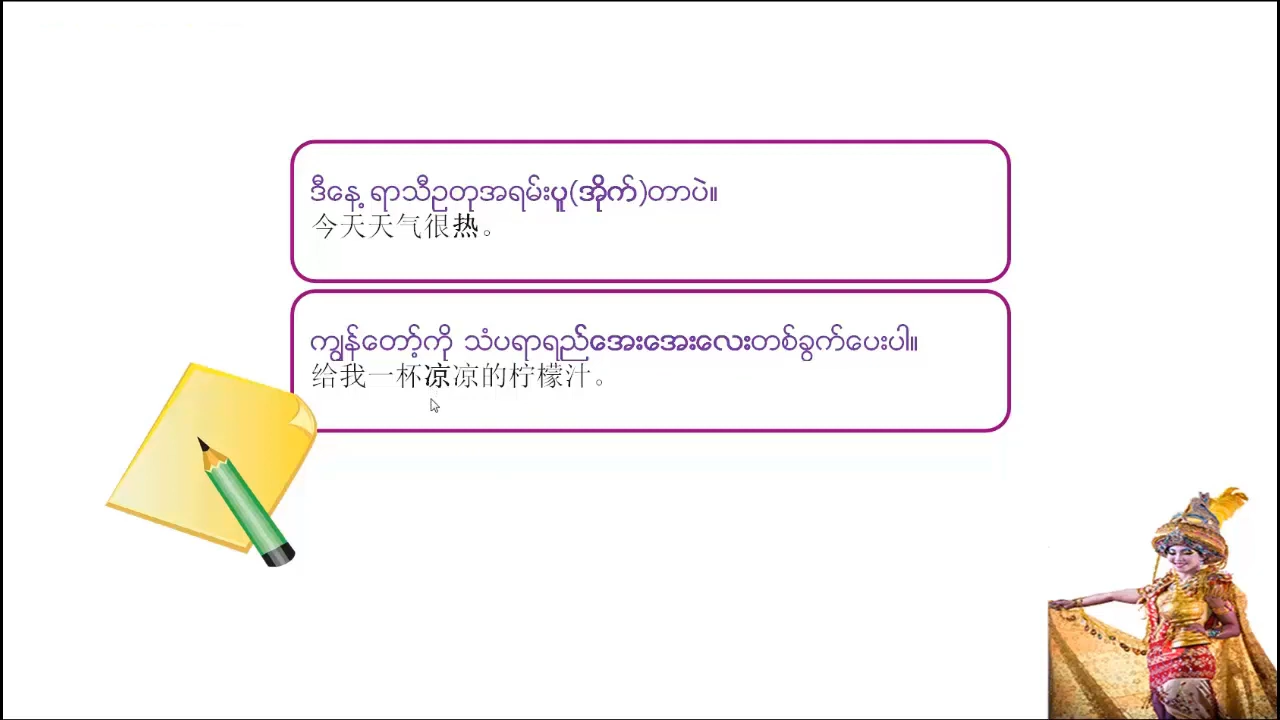 ဒီနေ့ ရာသီဥတုအရမ်းပူ(အိုက်)တာပဲ။
今天天气很热。
ကျွန်တော့်ကို သံပရာရည်အေးအေးလေးတစ်ခွက်ပေးပါ။
给我一杯凉凉的柠檬汁。